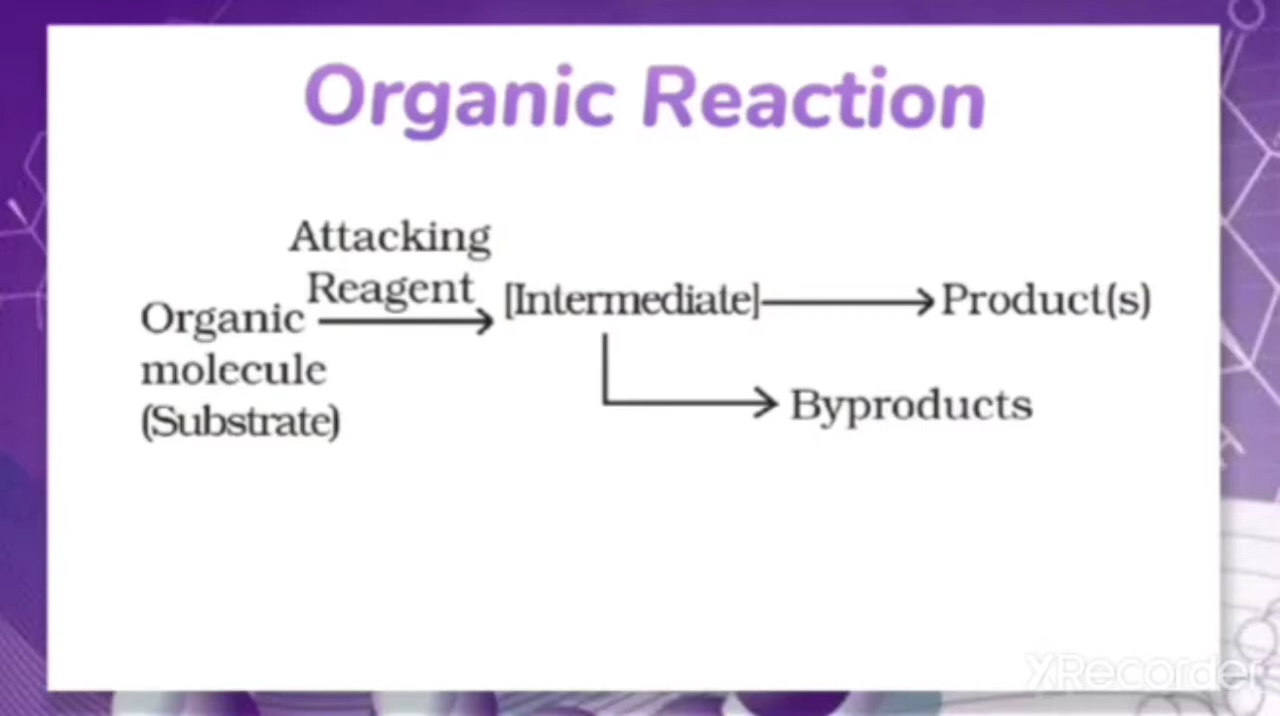 Organic Reaction
Attacking
Reagent
Organic
molecule
(Substrate)
[Intermediate]
Product(s)
Byproducts
XRecorder